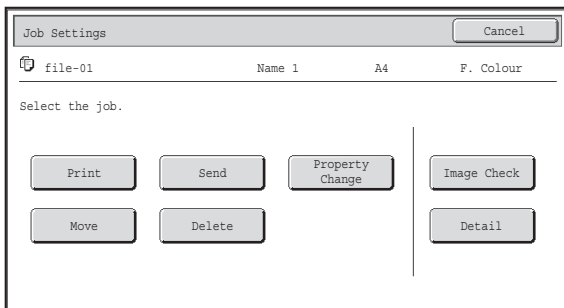 Job Settings Cancel
file-01 Name 1 A4 F. Colour
Select the job.
Print Send Property Change Image Check
Move Delete Detail